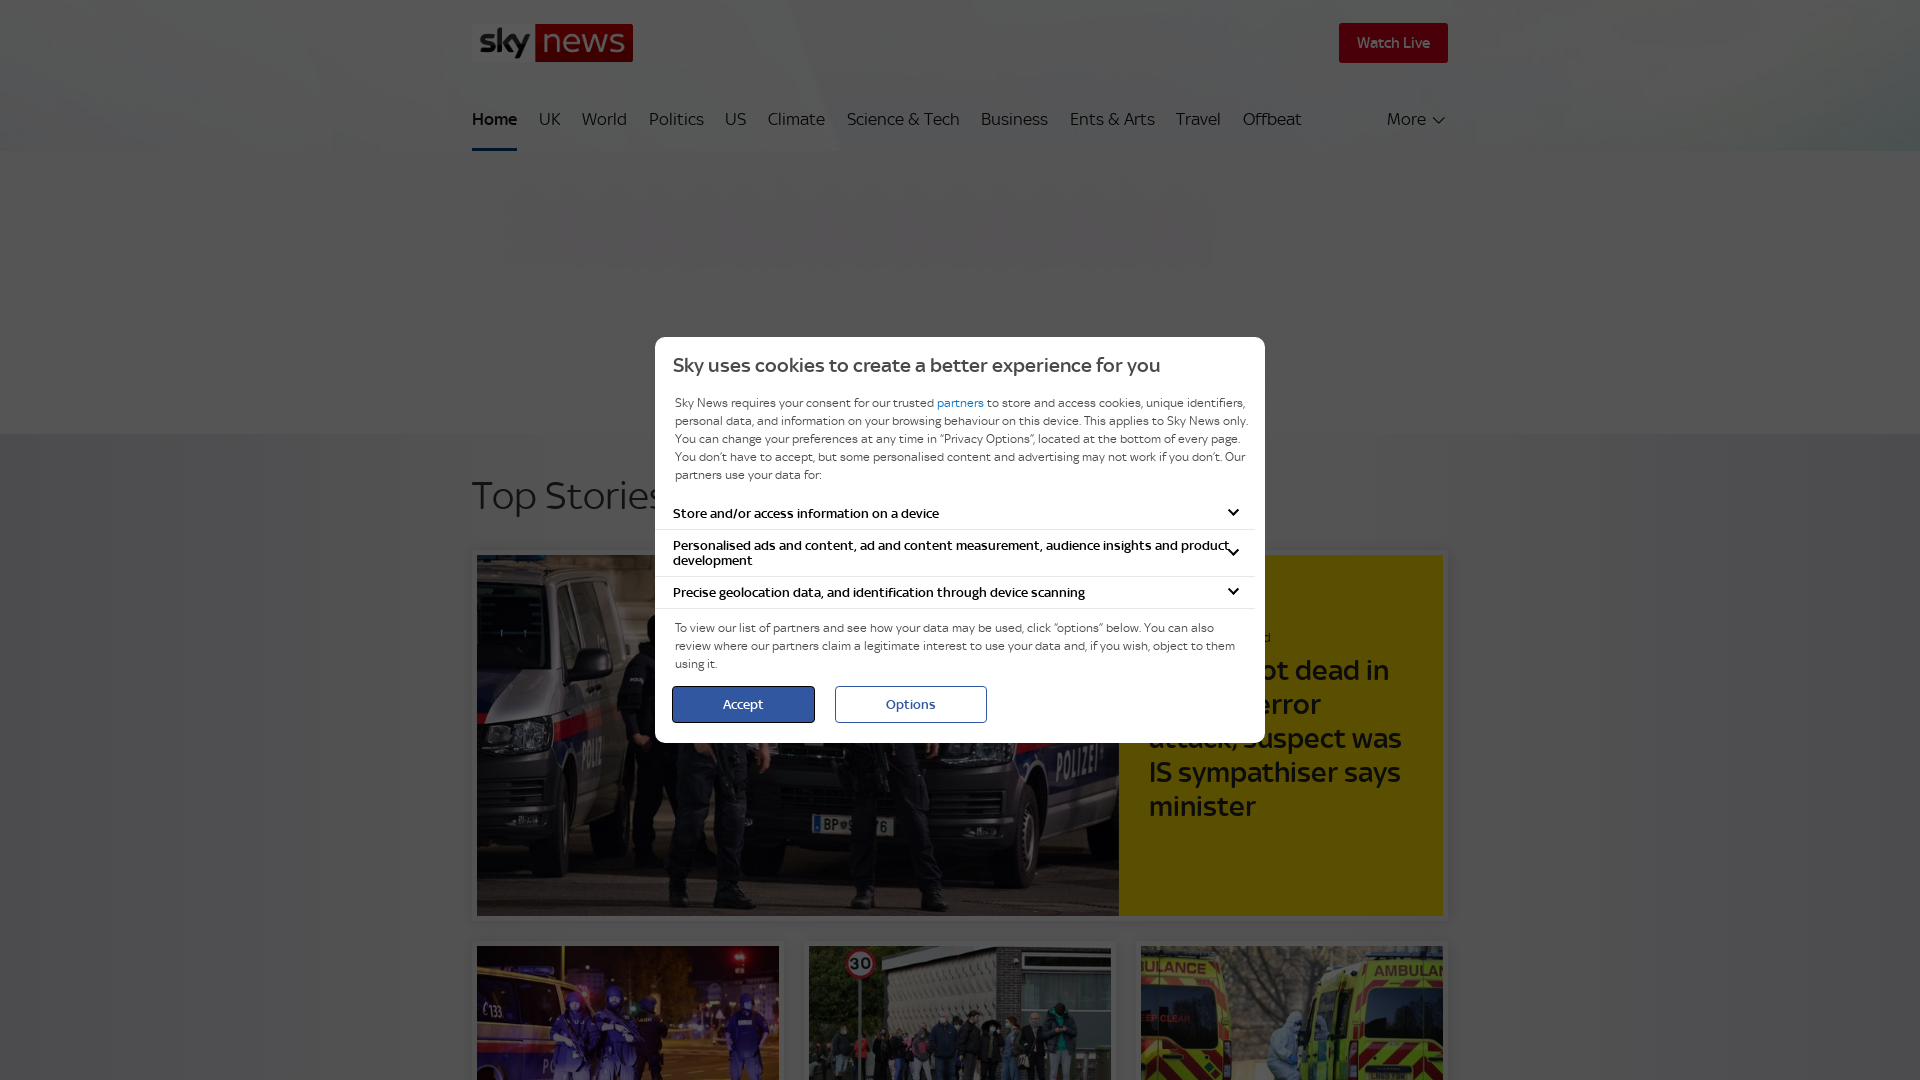 sky news
Watch Live
Home UK World Politics US Climate Science & Tech Business Ents & Arts Travel Offbeat More
Sky uses cookies to create a better experience for you
Sky News requires your consent for our trusted partners to store and access cookies, unique identifiers,
personal data, and information on your browsing behaviour on this device. This applies to Sky News only.
You can change your preferences at any time in “Privacy Options”, located at the bottom of every page.
You don’t have to accept, but some personalised content and advertising may not work if you don’t. Our
partners use your data for:
Top Stories
Store and/or access information on a device
Personalised ads and content, ad and content measurement, audience insights and product
development
Precise geolocation data, and identification through device scanning
To view our list of partners and see how your data may be used, click “options” below. You can also
review where our partners claim a legitimate interest to use your data and, if you wish, object to them
using it.
Accept
Options
dead in
suspect was
IS sympathiser says
minister
POLIZ
POLIZEI
133
30
AMBULAN
KEEP CLEAR